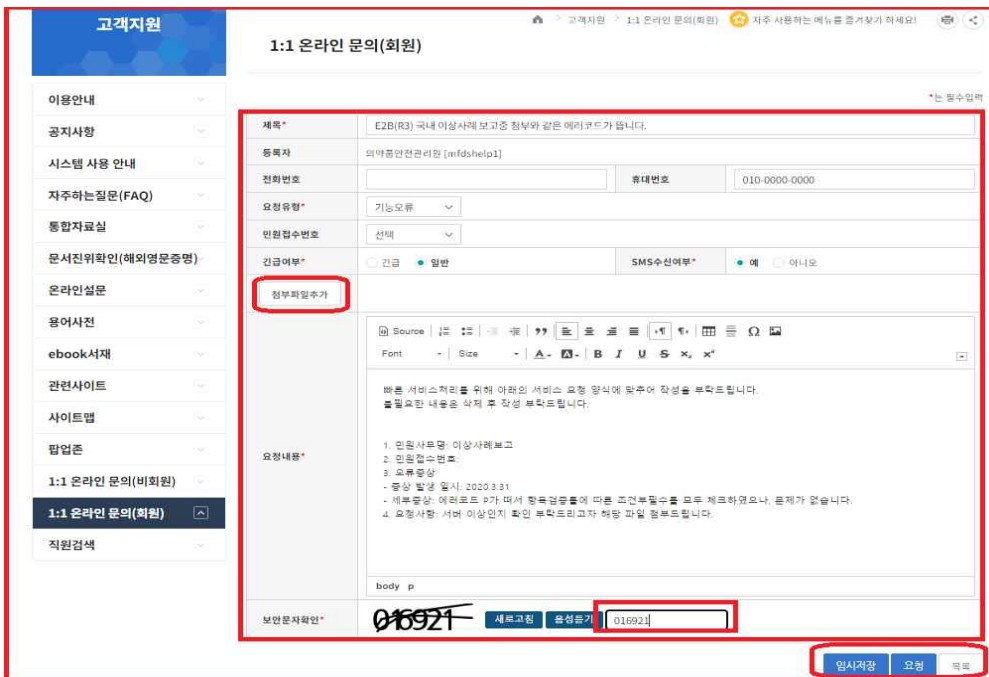 고객지원
고객지원 > 1:1 온라인 문의(회원) 자주 사용하는 메뉴를 즐겨찾기 하세요!
1:1 온라인 문의(회원)
*는 필수입력
이용안내
공지사항
시스템 사용 안내
자주하는질문(FAQ)
통합자료실
문서진위확인(해외영문증명)
온라인설문
용어사전
ebook서재
관련사이트
사이트맵
팝업존
1:1 온라인 문의(비회원)
1:1 온라인 문의(회원)
직원검색
제목* E2B(R3) 국내 이상사례 보고중 첨부와 같은 에러코드가 뜹니다.
등록자 의약품안전관리원 [mfdshelp1]
전화번호 휴대번호 010-0000-0000
요청유형* 기능오류
민원접수번호 선택
긴급여부* 긴급 일반 SMS수신여부* 예 아니오
첨부파일추가
Source
Font Size A A B I U S x₂ x²
요청내용*
빠른 서비스처리를 위해 아래의 서비스 요청 양식에 맞추어 작성을 부탁드립니다.
불필요한 내용은 삭제 후 작성 부탁드립니다.
1. 민원사무명: 이상사례보고
2. 민원접수번호:
3. 오류증상
- 증상 발생 일시: 2020.3.31
- 세부증상: 에러코드 P가 떠서 항목검증룰에 따른 조건부필수를 모두 체크하였으나, 문제가 없습니다.
4. 요청사항: 서버 이상인지 확인 부탁드리고자 해당 파일 첨부드립니다.
body p
보안문자확인* 016921 새로고침 음성듣기 016921
임시저장 요청 목록